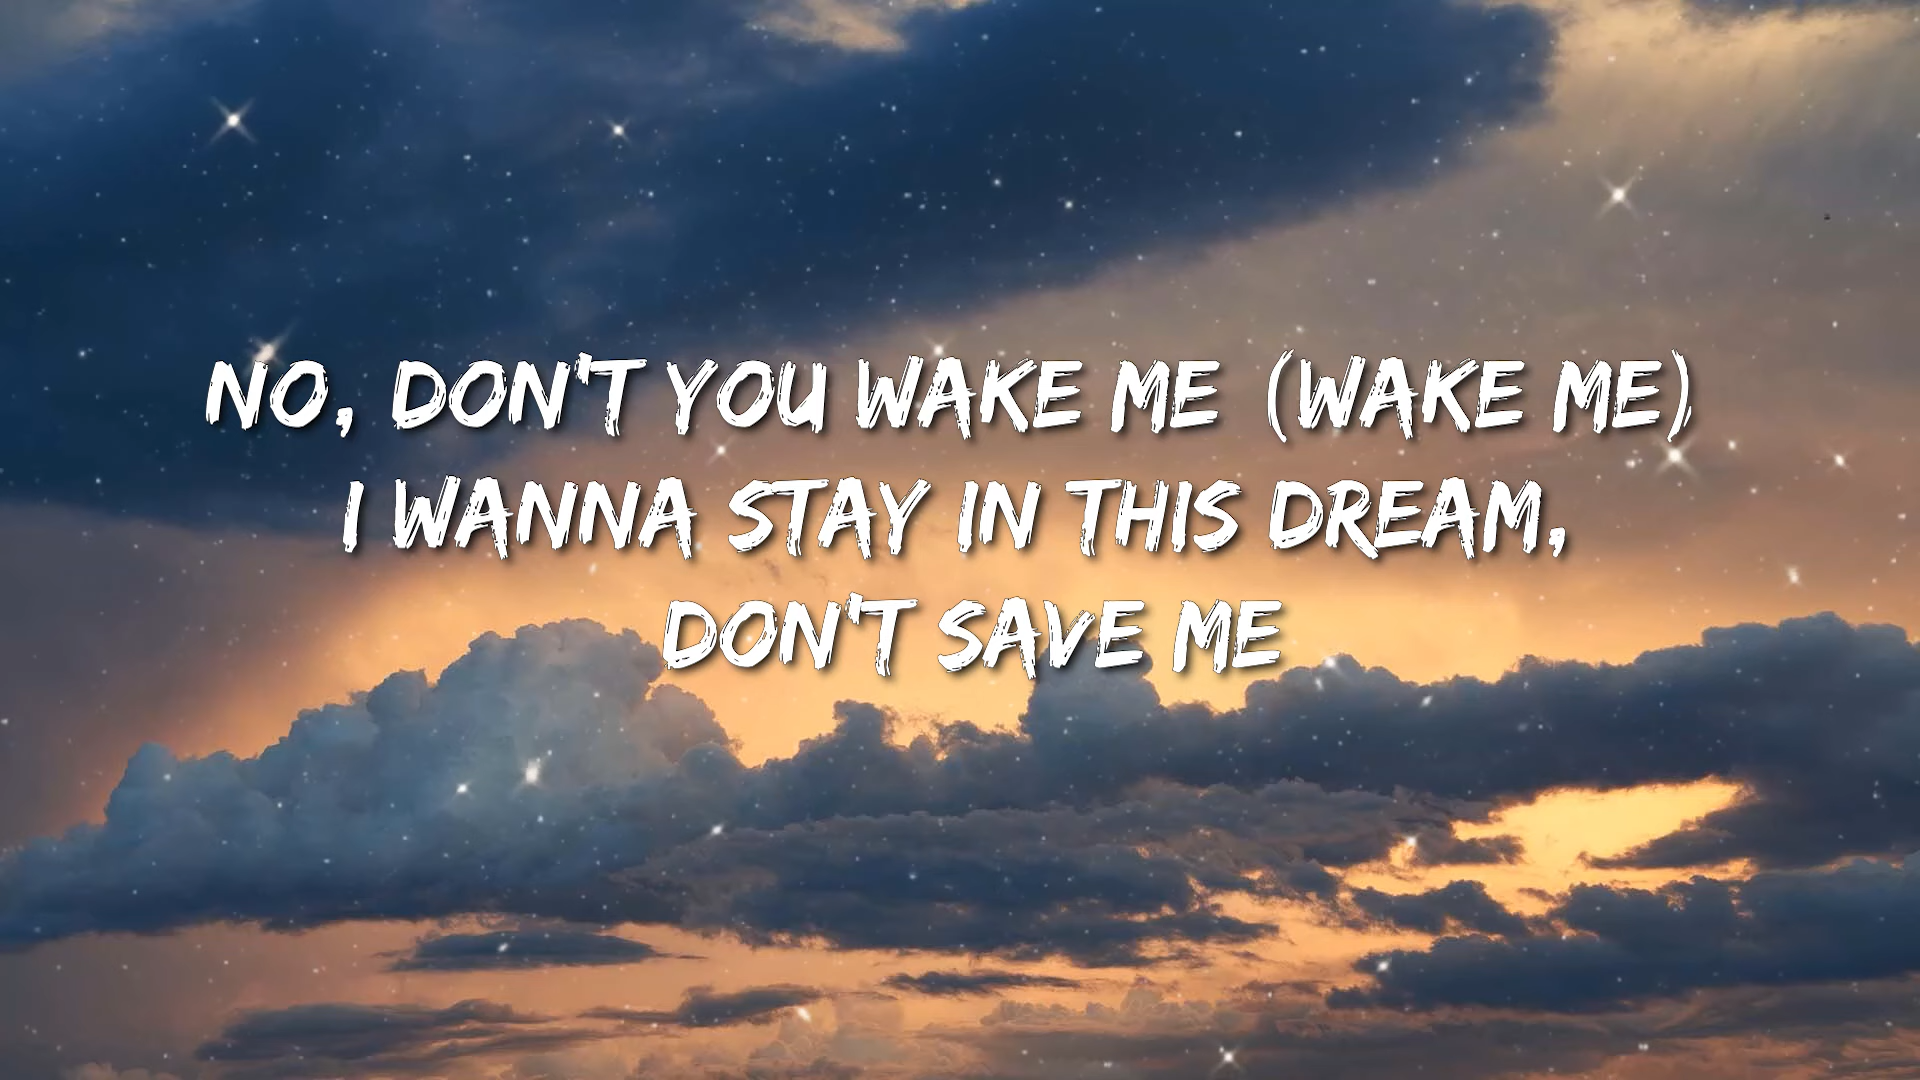 NO, DON'T YOU WAKE ME (WAKE ME)
I WANNA STAY IN THIS DREAM,
DON'T SAVE ME